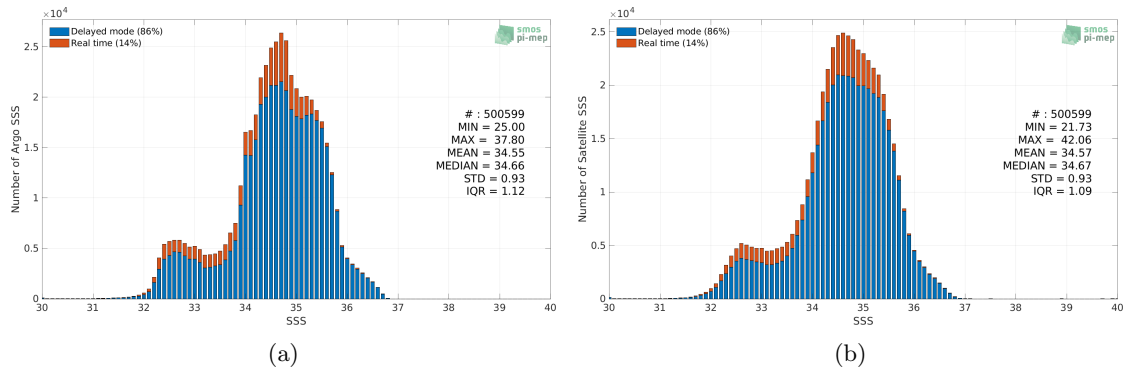 ×10⁴
Delayed mode (86%)
Real time (14%)
smos
pi-mep
# : 500599
MIN = 25.00
MAX = 37.80
MEAN = 34.55
MEDIAN = 34.66
STD = 0.93
IQR = 1.12
Number of Argo SSS
2.5
2
1.5
1
0.5
0
30 31 32 33 34 35 36 37 38 39 40
SSS
(a)
×10⁴
Delayed mode (86%)
Real time (14%)
smos
pi-mep
# : 500599
MIN = 21.73
MAX = 42.06
MEAN = 34.57
MEDIAN = 34.67
STD = 0.93
IQR = 1.09
Number of Satellite SSS
2.5
2
1.5
1
0.5
0
30 31 32 33 34 35 36 37 38 39 40
SSS
(b)